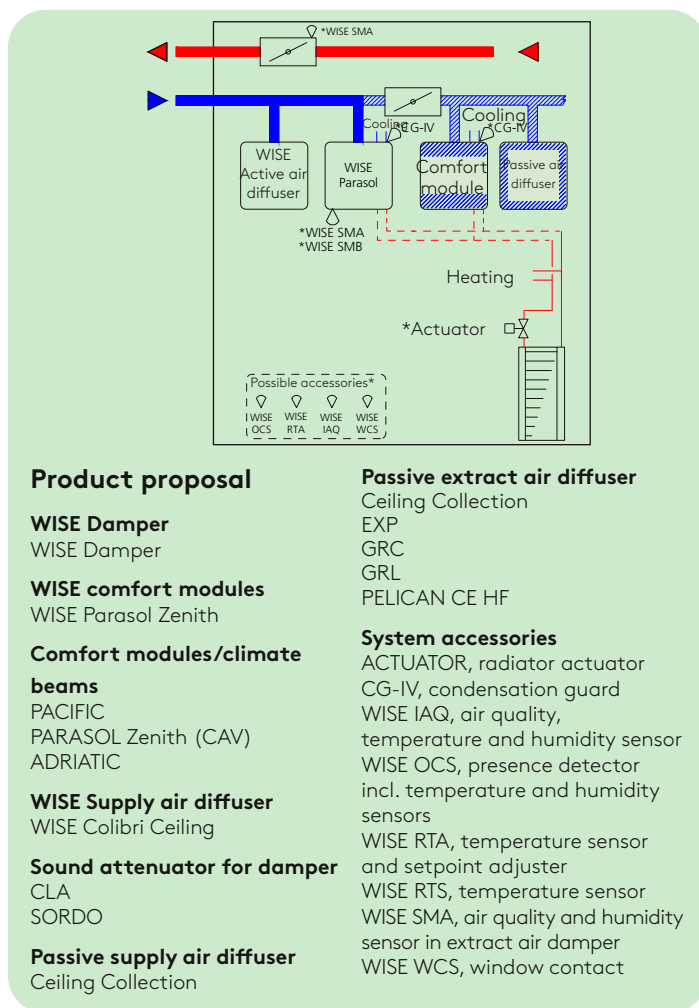 *WISE SMA
Cooling
*CG-IV
Cooling
*CG-IV
WISE
Active air
diffuser
WISE
Parasol
Comfort
module
Passive air
diffuser
*WISE SMA
*WISE SMB
Heating
*Actuator
Possible accessories*
WISE
OCS
WISE
RTA
WISE
IAQ
WISE
WCS
Product proposal
WISE Damper
WISE Damper
WISE comfort modules
WISE Parasol Zenith
Comfort modules/climate
beams
PACIFIC
PARASOL Zenith (CAV)
ADRIATIC
WISE Supply air diffuser
WISE Colibri Ceiling
Sound attenuator for damper
CLA
SORDO
Passive supply air diffuser
Ceiling Collection
Passive extract air diffuser
Ceiling Collection
EXP
GRC
GRL
PELICAN CE HF
System accessories
ACTUATOR, radiator actuator
CG-IV, condensation guard
WISE IAQ, air quality,
temperature and humidity sensor
WISE OCS, presence detector
incl. temperature and humidity
sensors
WISE RTA, temperature sensor
and setpoint adjuster
WISE RTS, temperature sensor
WISE SMA, air quality and humidity
sensor in extract air damper
WISE WCS, window contact